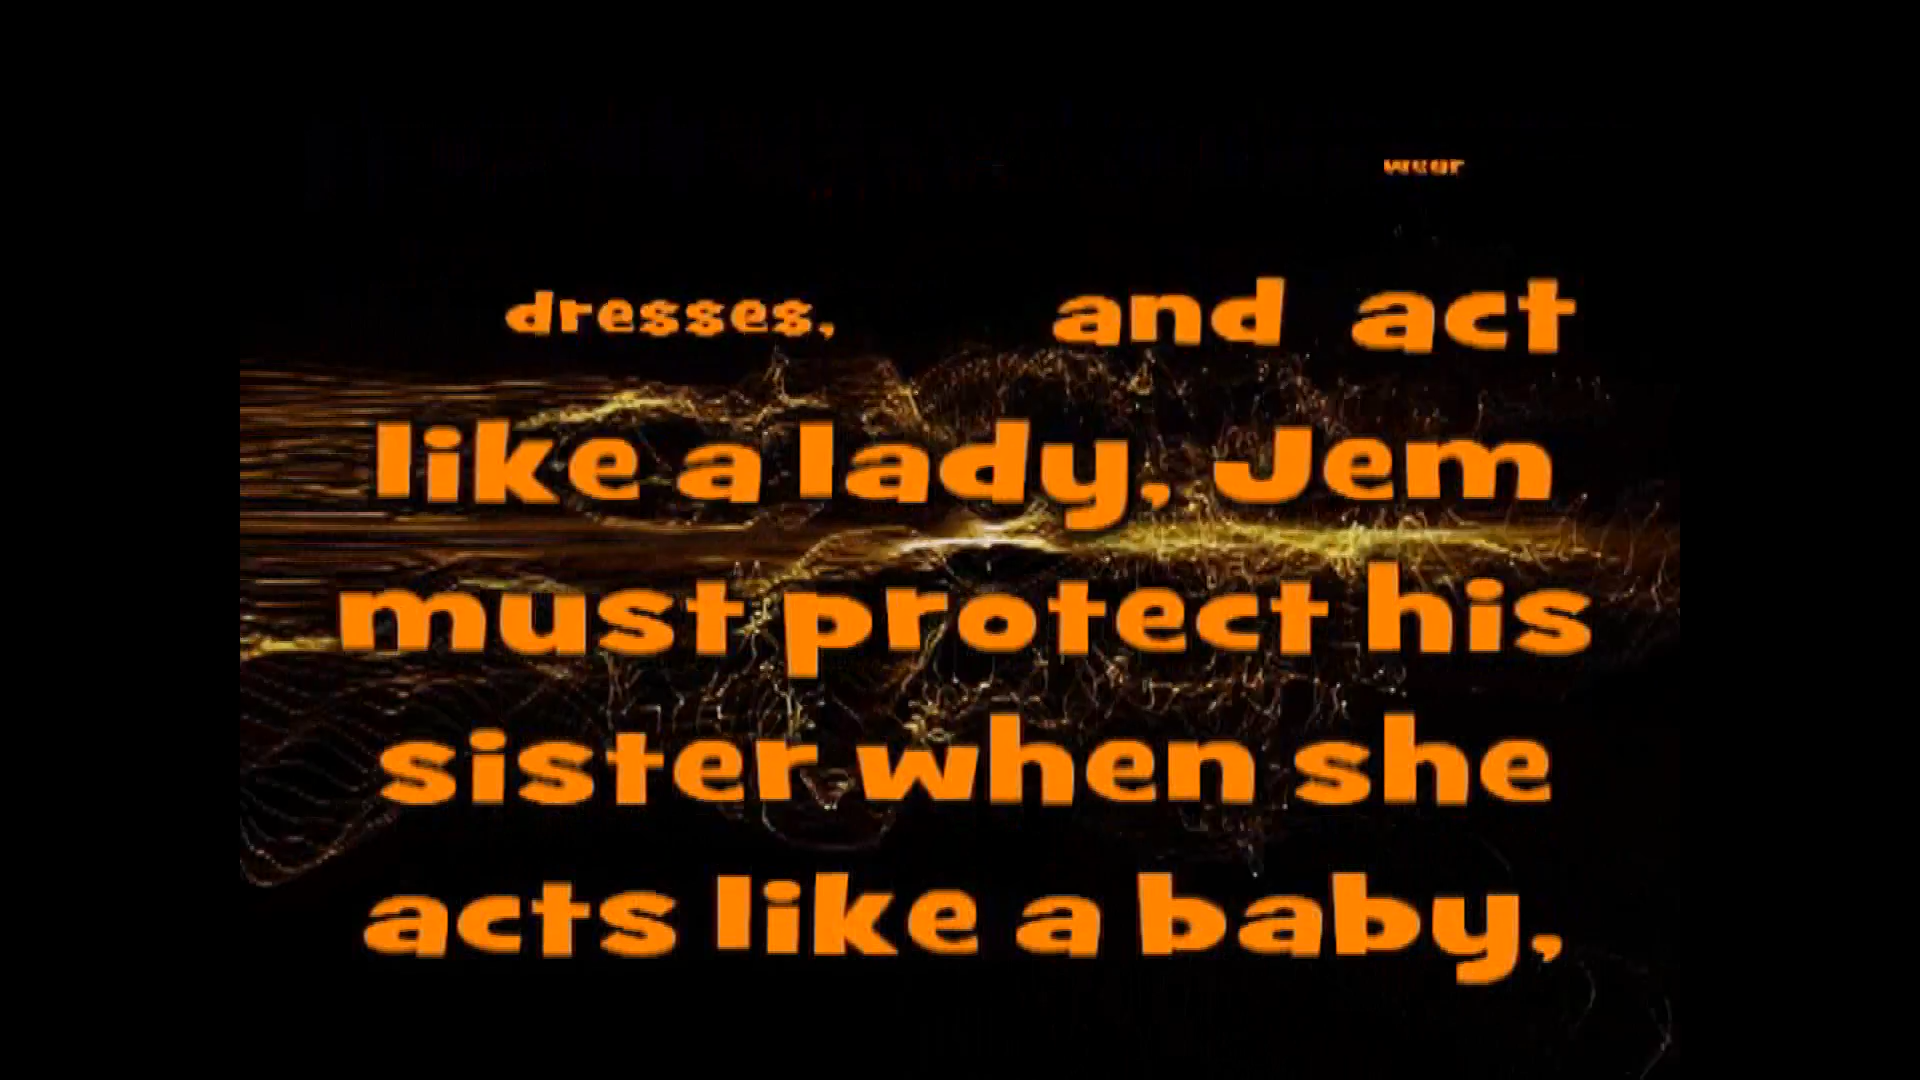 wear
dresses, and act
like a lady, Jem
must protect his
sister when she
acts like a baby,